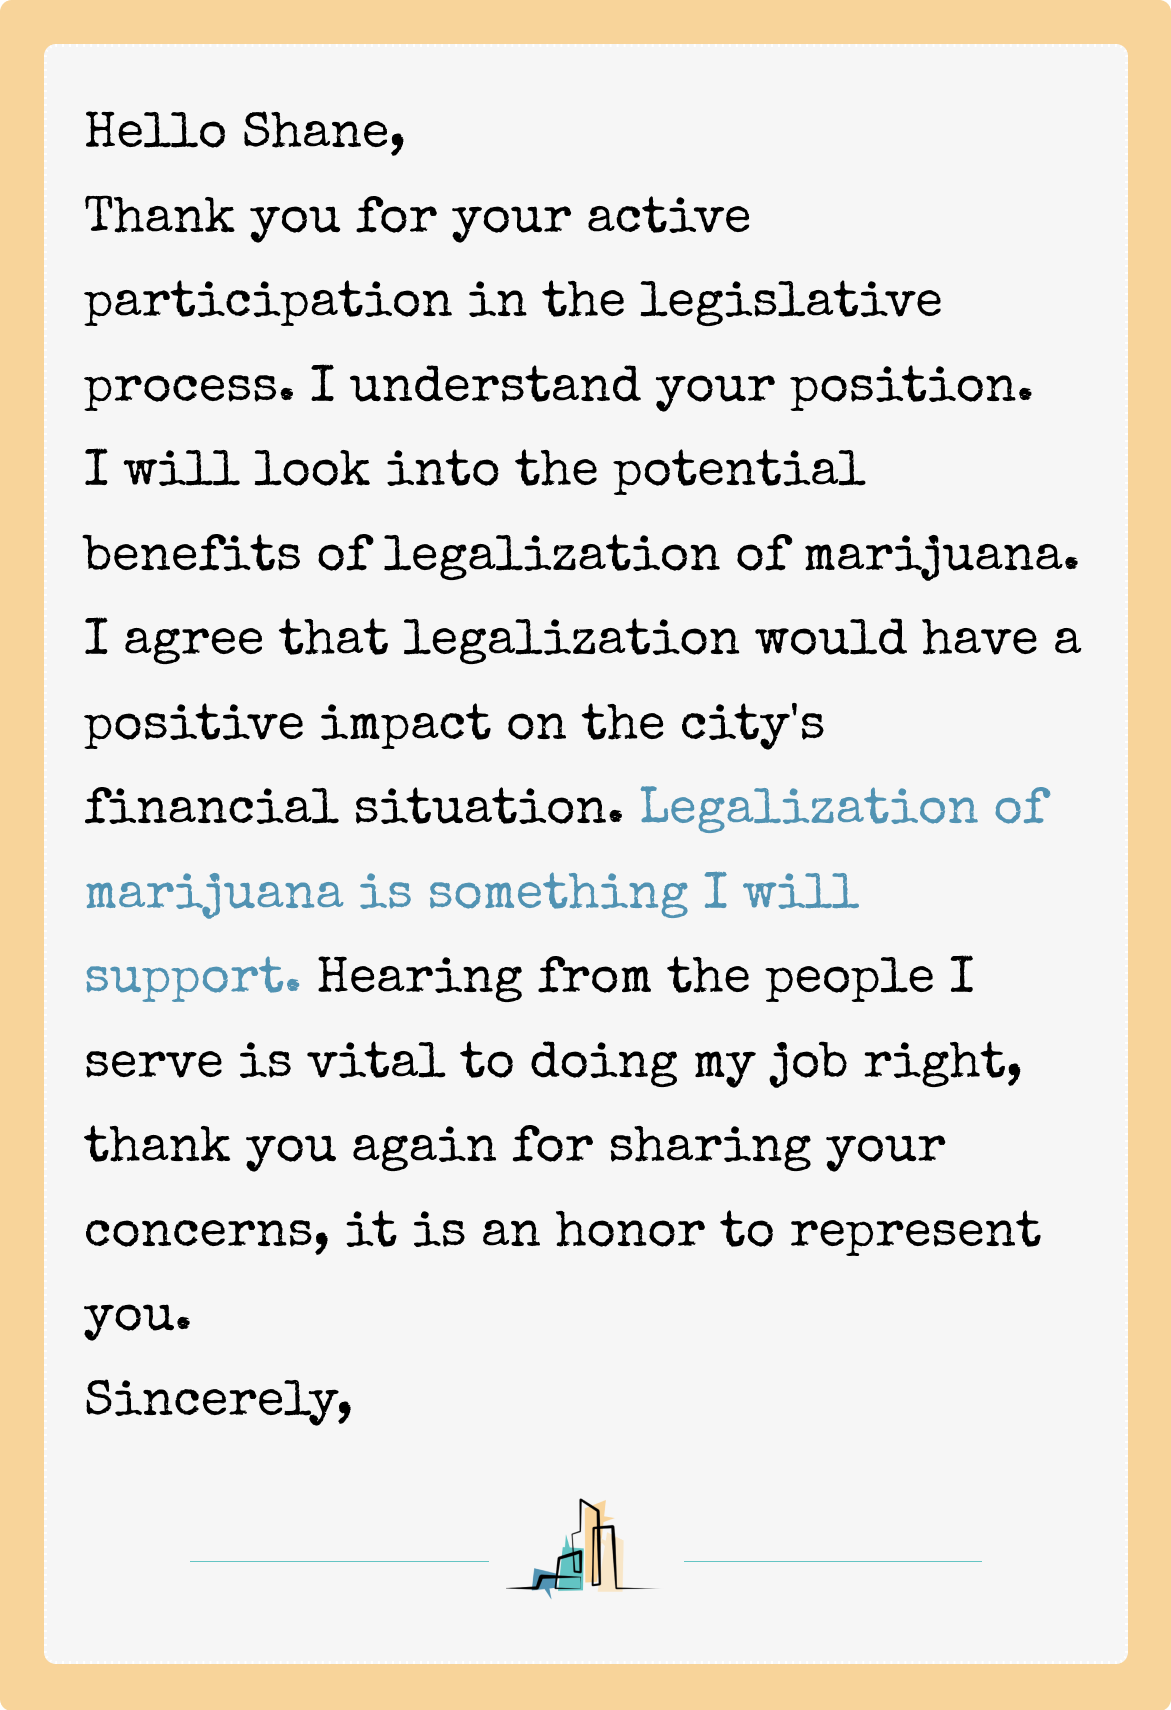 Hello Shane,
Thank you for your active
participation in the legislative
process. I understand your position.
I will look into the potential
benefits of legalization of marijuana.
I agree that legalization would have a
positive impact on the city's
financial situation. Legalization of
marijuana is something I will
support. Hearing from the people I
serve is vital to doing my job right,
thank you again for sharing your
concerns, it is an honor to represent
you.
Sincerely,